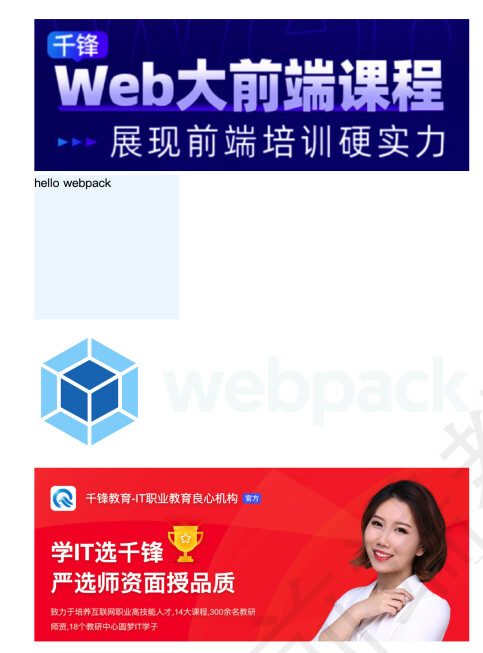 千锋
Web大前端课程
展现前端培训硬实力
hello webpack
webpack
千锋教育-IT职业教育良心机构 官方
学IT选千锋
严选师资面授品质
致力于培养互联网职业高技能人才,14大课程,300余名教研
师资,18个教研中心圆梦IT学子